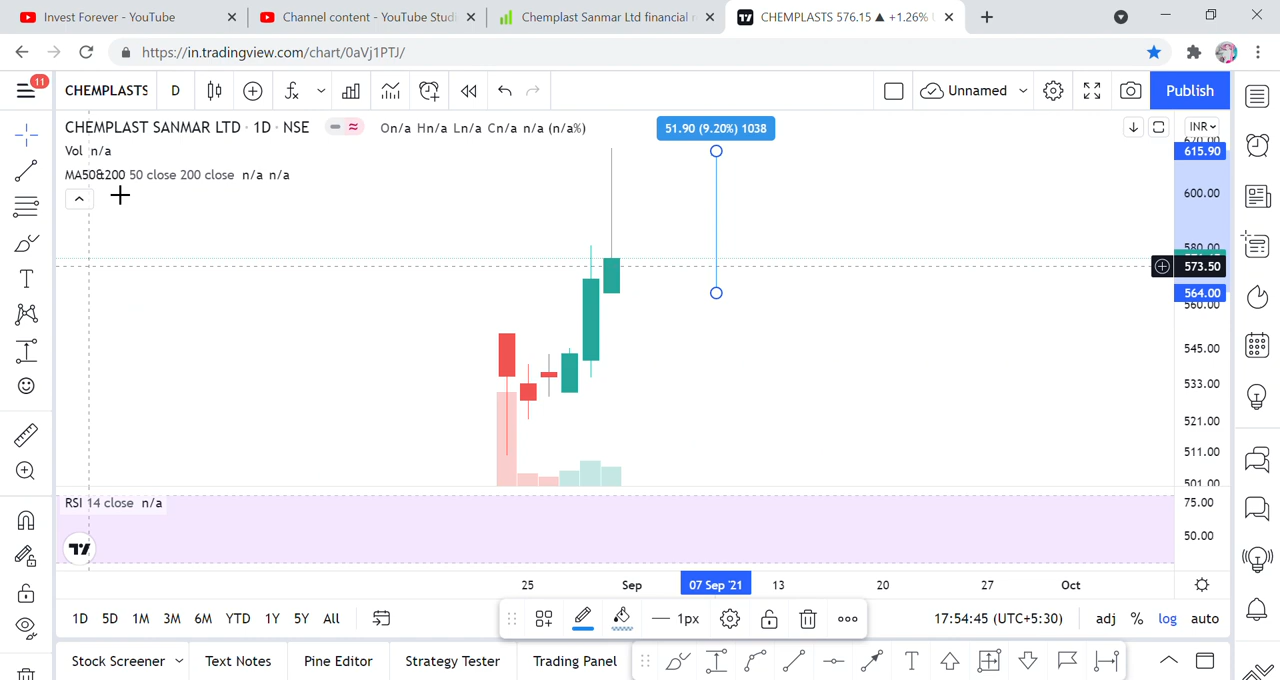 Invest Forever - YouTube
Channel content - YouTube Studi
Chemplast Sanmar Ltd financial r
CHEMPLASTS 576.15 ▲ +1.26%
https://in.tradingview.com/chart/0aVj1PTJ/
11
CHEMPLASTS D
Unnamed
Publish
CHEMPLAST SANMAR LTD · 1D · NSE
On/a Hn/a Ln/a Cn/a n/a (n/a%)
51.90 (9.20%) 1038
INR
Vol n/a
615.90
MA50&200 50 close 200 close n/a n/a
600.00
580.00
573.50
564.00
560.00
545.00
533.00
521.00
511.00
501.00
RSI 14 close n/a
75.00
50.00
25 Sep 07 Sep '21 13 20 27 Oct
1D 5D 1M 3M 6M YTD 1Y 5Y All
1px
17:54:45 (UTC+5:30)
adj % log auto
Stock Screener Text Notes Pine Editor Strategy Tester Trading Panel